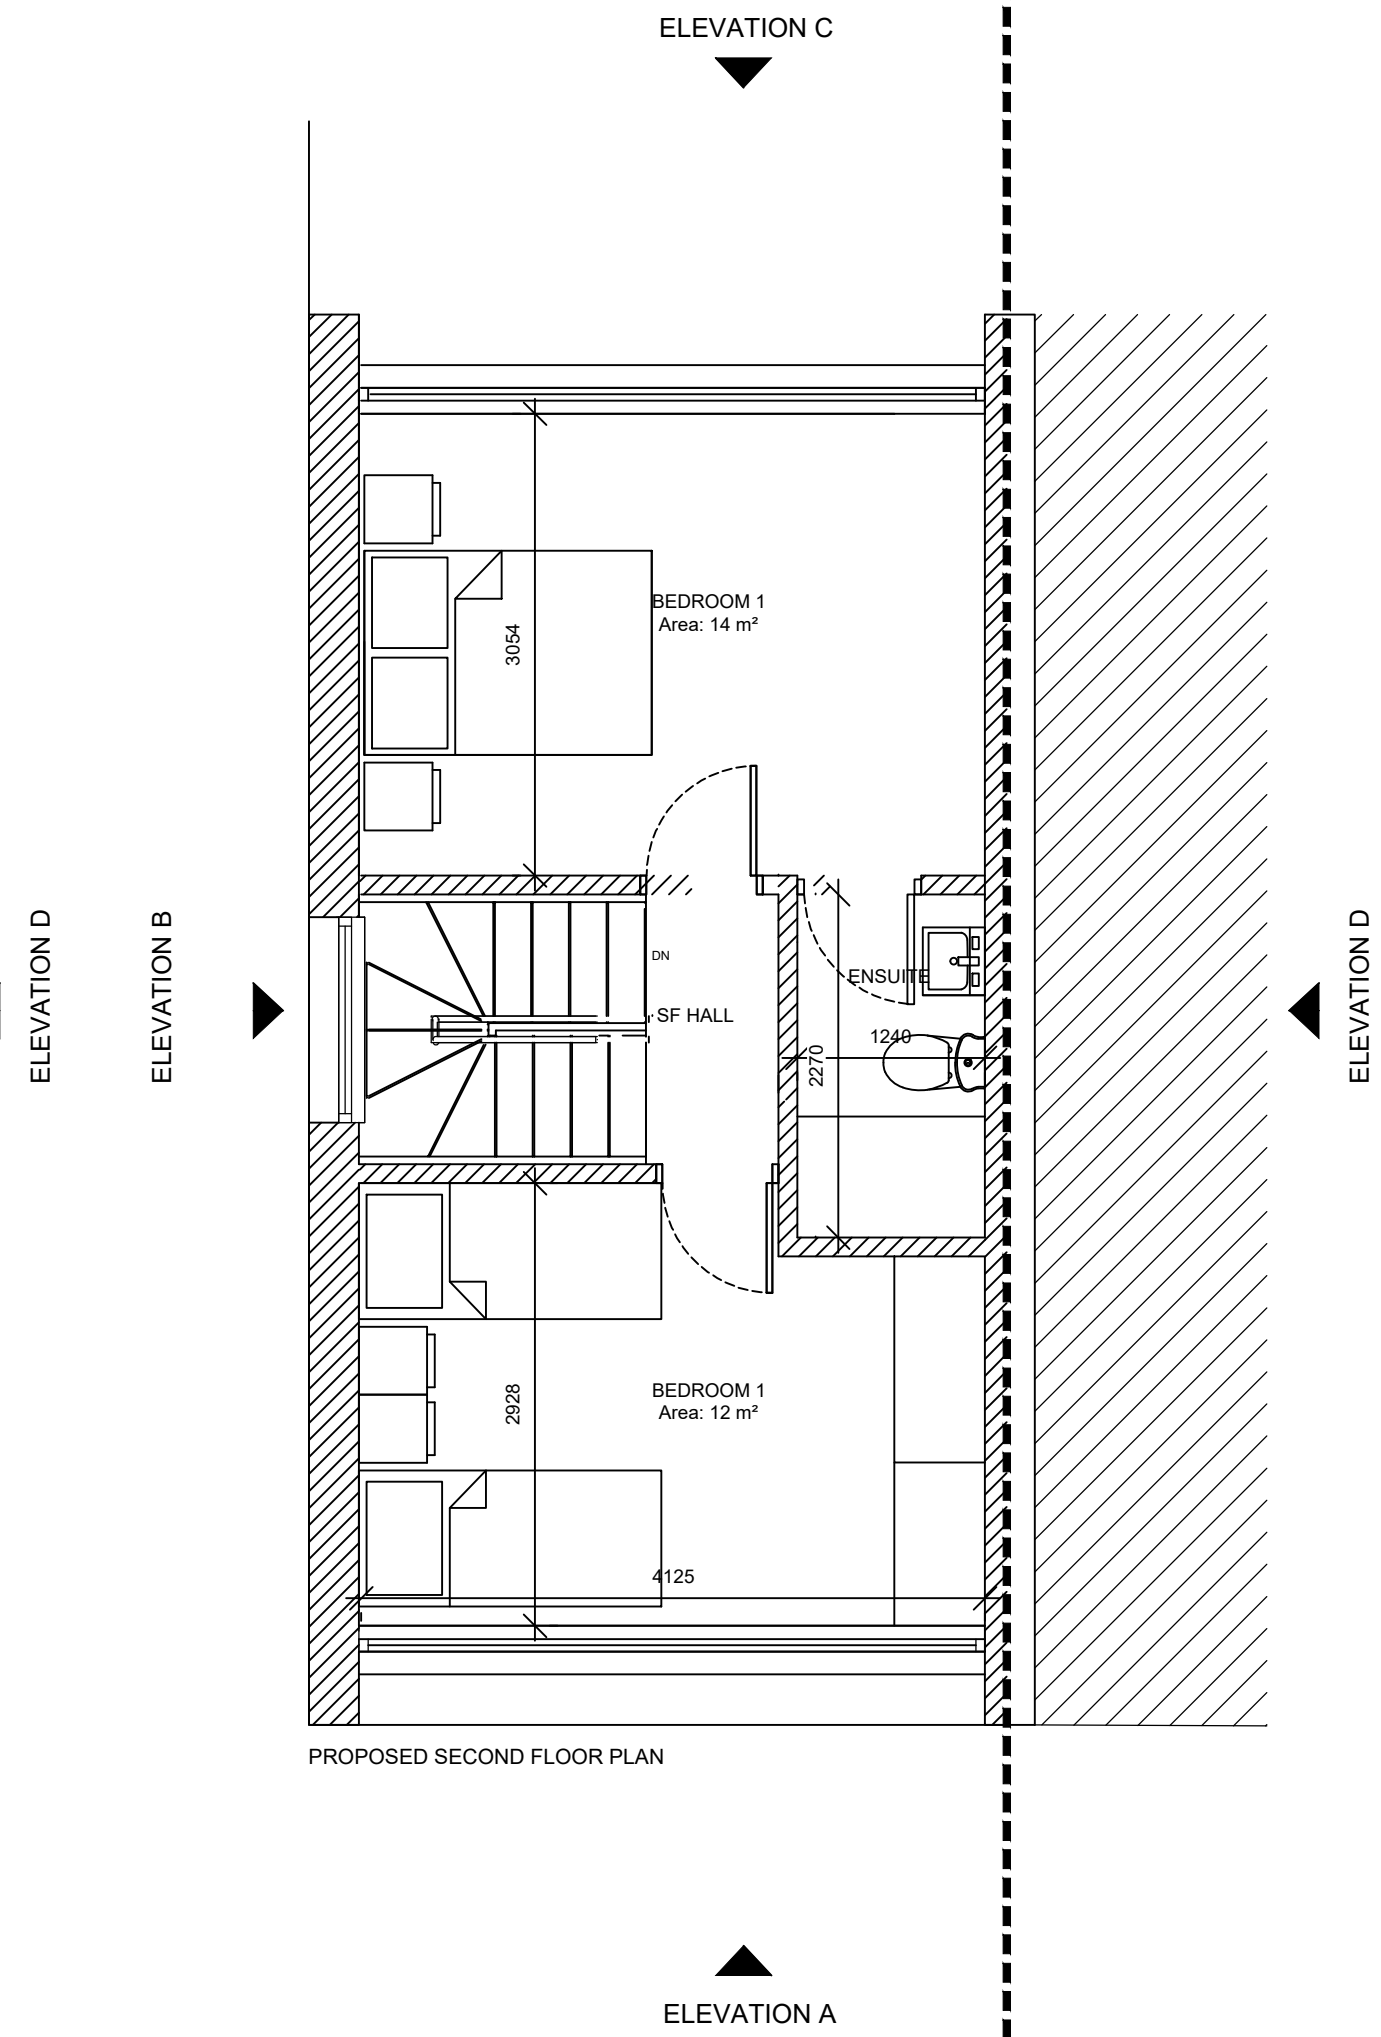 ELEVATION C
BEDROOM 1
Area: 14 m²
3054
DN
SF HALL
ENSUITE
1240
2270
ELEVATION D
ELEVATION B
ELEVATION D
BEDROOM 1
Area: 12 m²
2928
4125
PROPOSED SECOND FLOOR PLAN
ELEVATION A